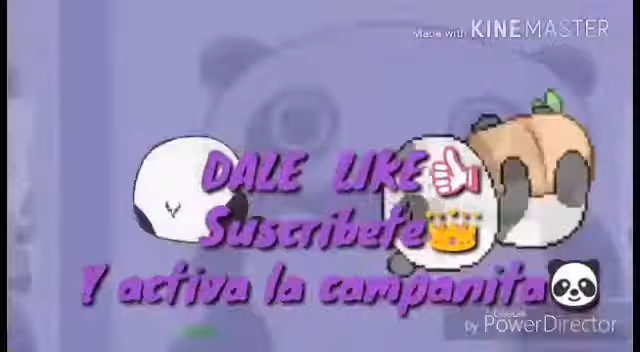 Made with KINEMASTER
DALE LIKE👍
Suscribete👑
Y activa la campanita🐼
by PowerDirector